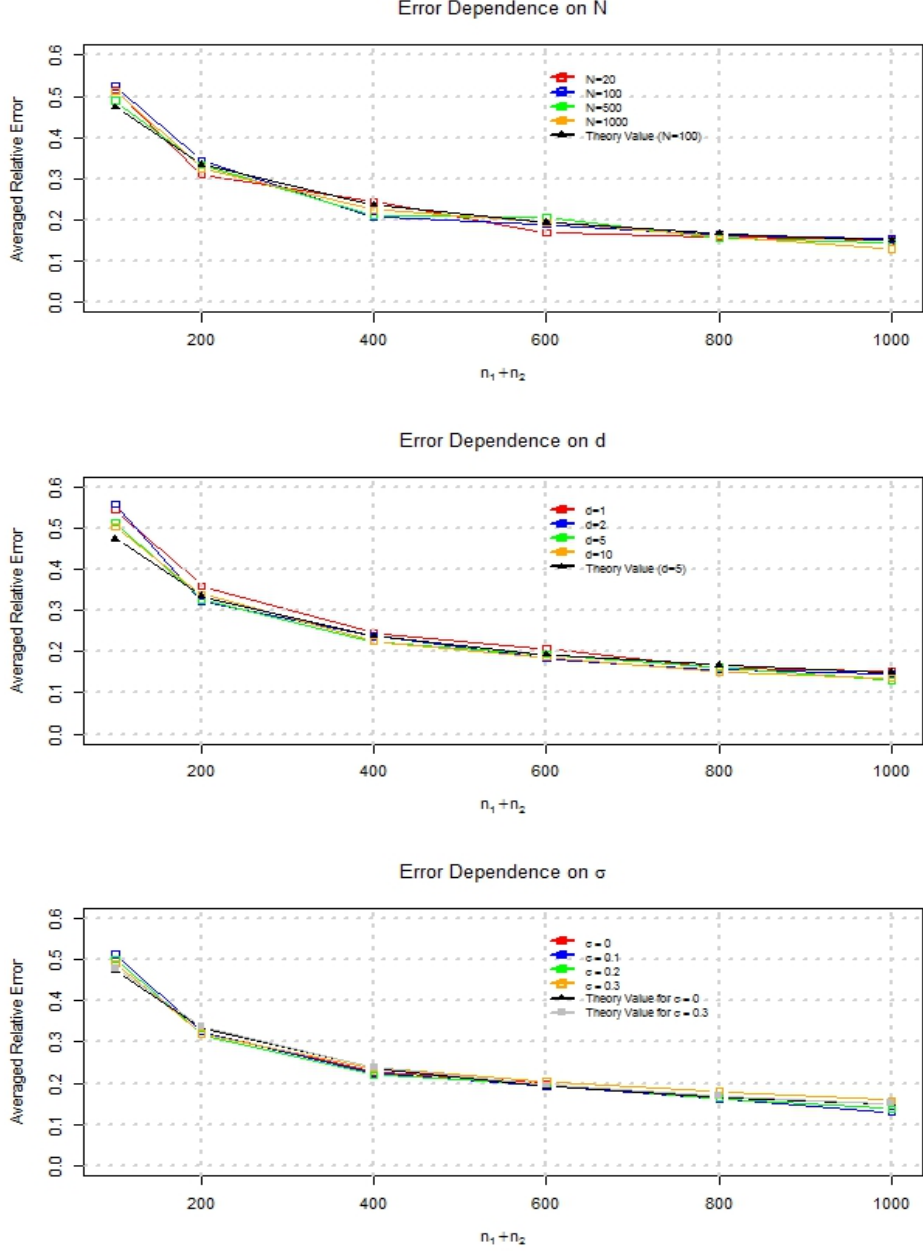 Error Dependence on N
0.6
0.5
0.4
0.3
0.2
0.1
0.0
Averaged Relative Error
N=20
N=100
N=500
N=1000
Theory Value (N=100)
200 400 600 800 1000
n₁+n₂
Error Dependence on d
0.6
0.5
0.4
0.3
0.2
0.1
0.0
Averaged Relative Error
d=1
d=2
d=5
d=10
Theory Value (d=5)
200 400 600 800 1000
n₁+n₂
Error Dependence on σ
0.6
0.5
0.4
0.3
0.2
0.1
0.0
Averaged Relative Error
σ = 0
σ = 0.1
σ = 0.2
σ = 0.3
Theory Value for σ = 0
Theory Value for σ = 0.3
200 400 600 800 1000
n₁+n₂